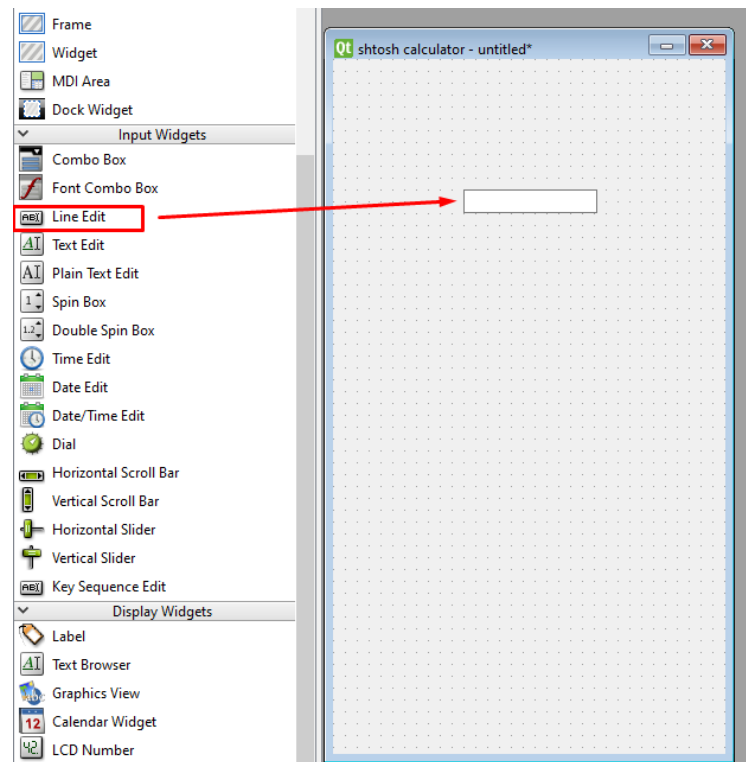 Frame
Widget
MDI Area
Dock Widget
Input Widgets
Combo Box
Font Combo Box
Line Edit
Text Edit
Plain Text Edit
Spin Box
Double Spin Box
Time Edit
Date Edit
Date/Time Edit
Dial
Horizontal Scroll Bar
Vertical Scroll Bar
Horizontal Slider
Vertical Slider
Key Sequence Edit
Display Widgets
Label
Text Browser
Graphics View
Calendar Widget
LCD Number
Qt shtosh calculator - untitled*